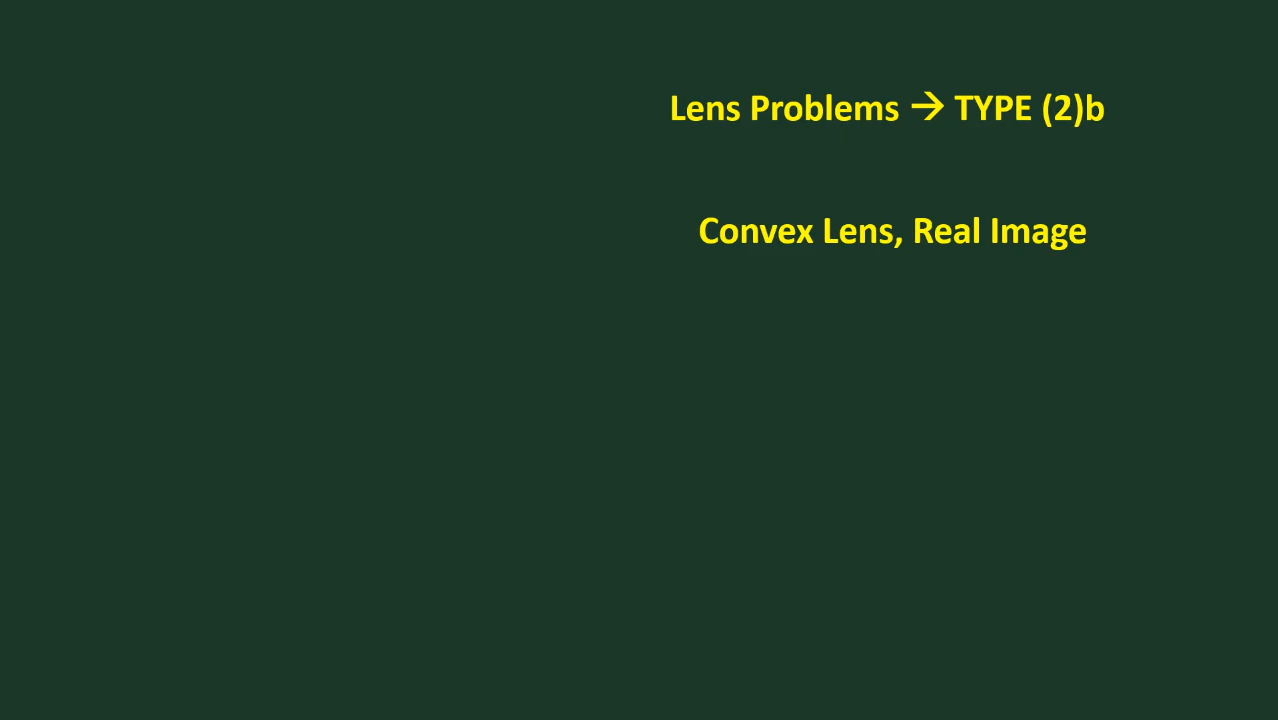 Lens Problems → TYPE (2)b
Convex Lens, Real Image